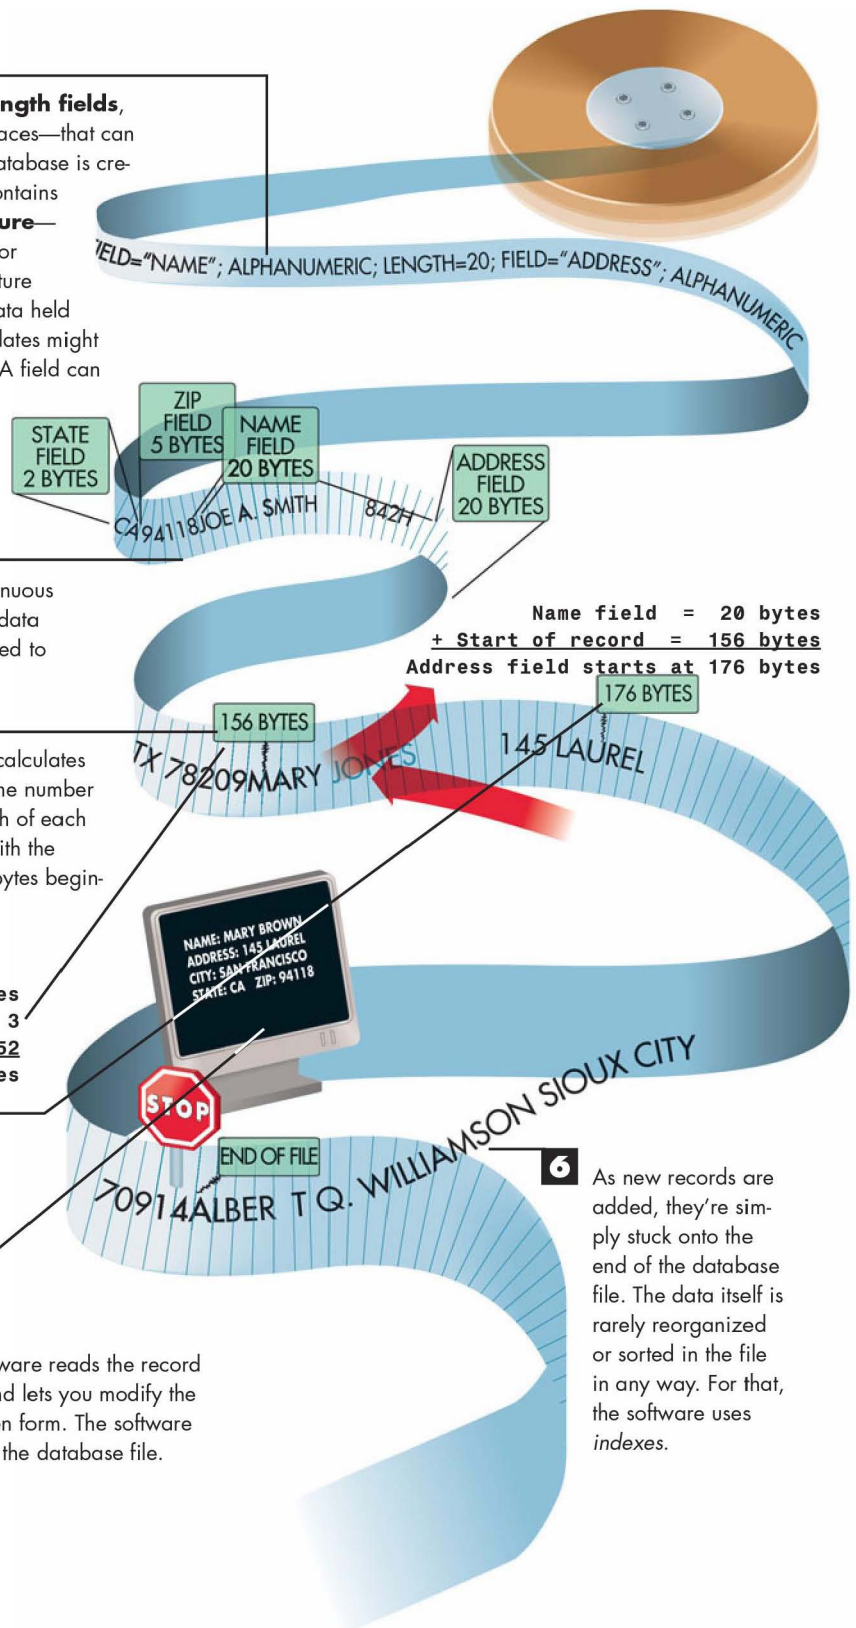 ngth fields,
aces—that can
atabase is cre-
ontains
ure—
or
ture
ata held
lates might
A field can
IELD="NAME"; ALPHANUMERIC; LENGTH=20; FIELD="ADDRESS"; ALPHANUMERIC
STATE
FIELD
2 BYTES
ZIP
FIELD
5 BYTES
NAME
FIELD
20 BYTES
ADDRESS
FIELD
20 BYTES
CA94118JOE A. SMITH 842H
nuous
data
ed to
Name field = 20 bytes
+ Start of record = 156 bytes
Address field starts at 176 bytes
156 BYTES
176 BYTES
TX 78209MARY JONES 145 LAUREL
calculates
ne number
h of each
ith the
bytes begin-
es
3
52
es
NAME: MARY BROWN
ADDRESS: 145 LAUREL
CITY: SAN FRANCISCO
STATE: CA ZIP: 94118
STOP
END OF FILE
70914ALBER T Q. WILLIAMSON SIOUX CITY
6
As new records are
added, they're sim-
ply stuck onto the
end of the database
file. The data itself is
rarely reorganized
or sorted in the file
in any way. For that,
the software uses
indexes.
ware reads the record
nd lets you modify the
en form. The software
the database file.